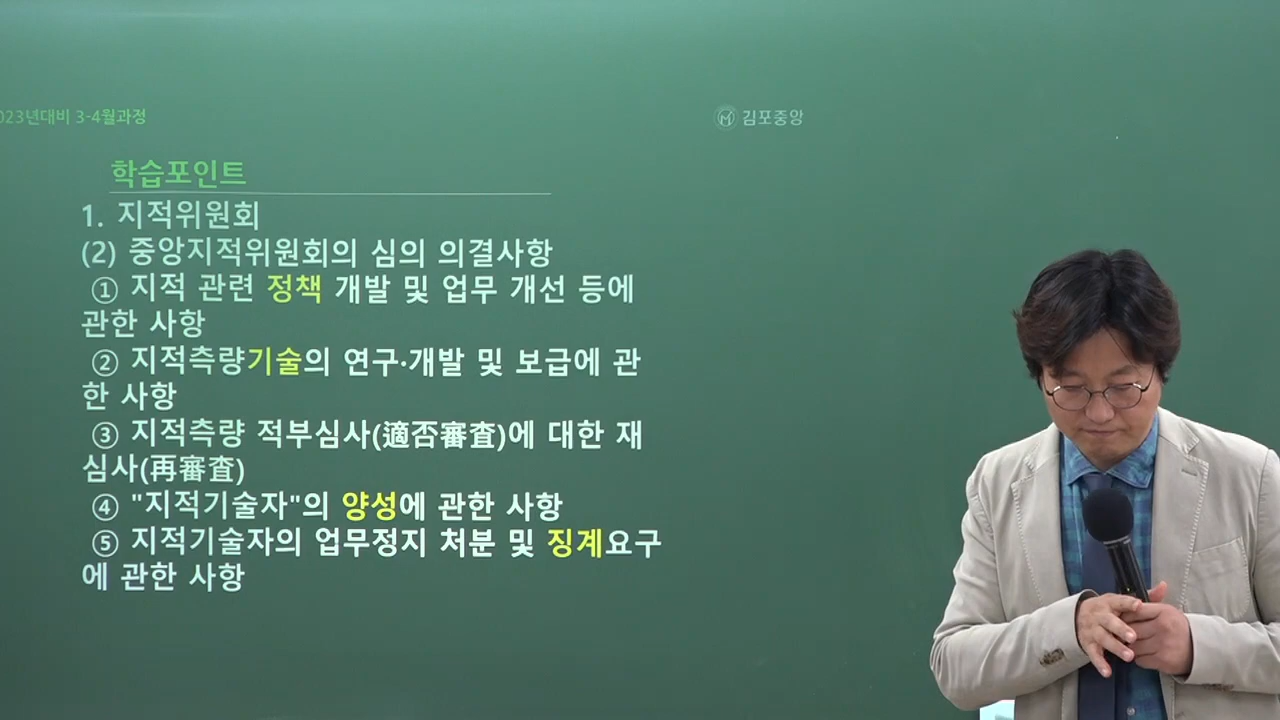 023년대비 3-4월과정
김포중앙
학습포인트
1. 지적위원회
(2) 중앙지적위원회의 심의 의결사항
① 지적 관련 정책 개발 및 업무 개선 등에
관한 사항
② 지적측량기술의 연구·개발 및 보급에 관
한 사항
③ 지적측량 적부심사(適否審査)에 대한 재
심사(再審査)
④ "지적기술자"의 양성에 관한 사항
⑤ 지적기술자의 업무정지 처분 및 징계요구
에 관한 사항